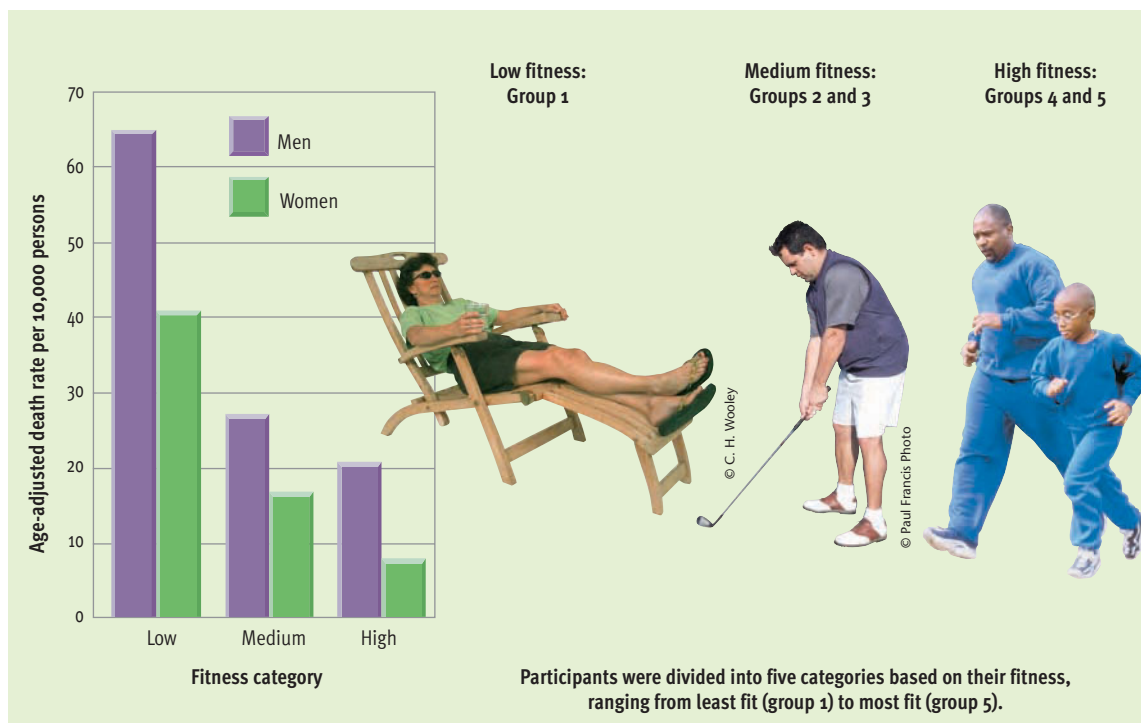 Low fitness:
Group 1
Medium fitness:
Groups 2 and 3
High fitness:
Groups 4 and 5
Age-adjusted death rate per 10,000 persons
70
60
50
40
30
20
10
0
Men
Women
Low
Medium
High
Fitness category
© C. H. Wooley
© Paul Francis Photo
Participants were divided into five categories based on their fitness,
ranging from least fit (group 1) to most fit (group 5).